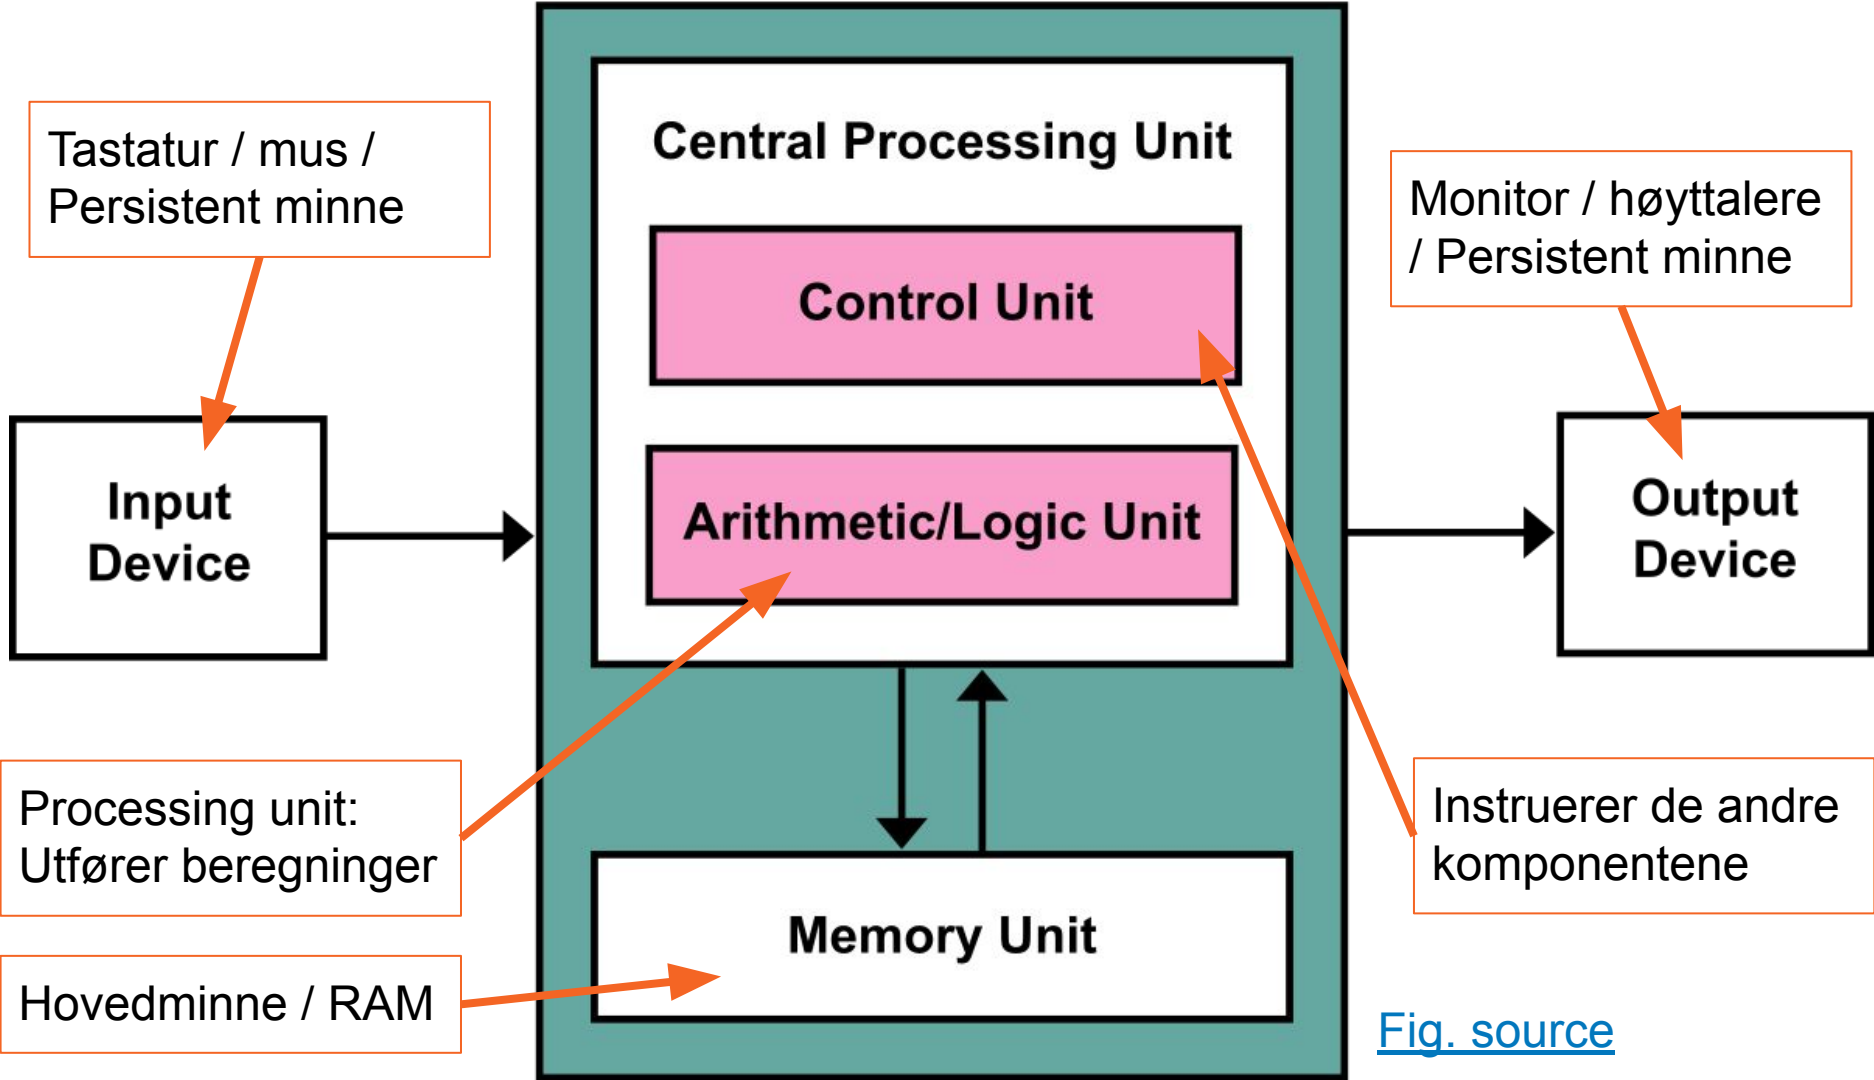 Tastatur / mus /
Persistent minne
Central Processing Unit
Monitor / høyttalere
/ Persistent minne
Control Unit
Input
Device
Arithmetic/Logic Unit
Output
Device
Processing unit:
Utfører beregninger
Instruerer de andre
komponentene
Memory Unit
Hovedminne / RAM
Fig. source